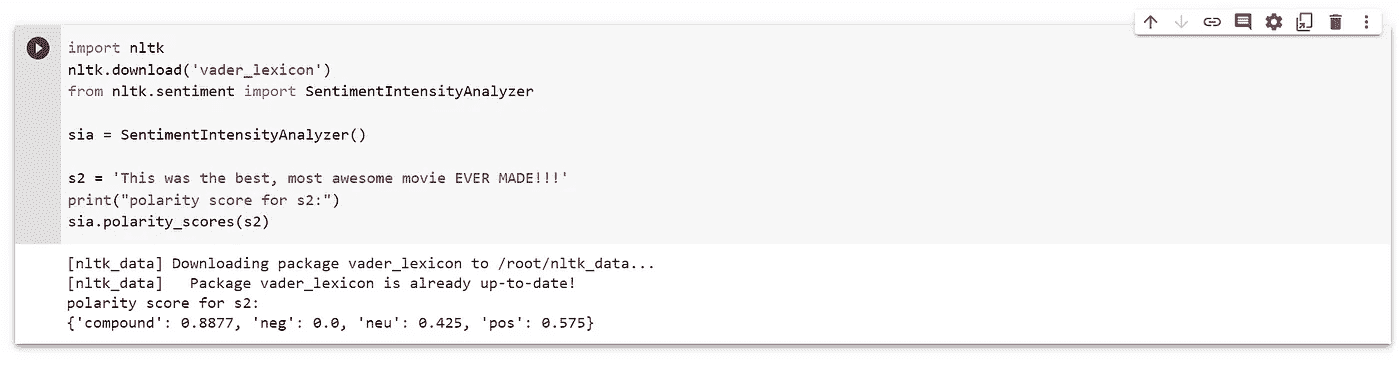 import nltk
nltk.download('vader_lexicon')
from nltk.sentiment import SentimentIntensityAnalyzer
sia = SentimentIntensityAnalyzer()
s2 = 'This was the best, most awesome movie EVER MADE!!!'
print("polarity score for s2:")
sia.polarity_scores(s2)
[nltk_data] Downloading package vader_lexicon to /root/nltk_data...
[nltk_data]   Package vader_lexicon is already up-to-date!
polarity score for s2:
{'compound': 0.8877, 'neg': 0.0, 'neu': 0.425, 'pos': 0.575}